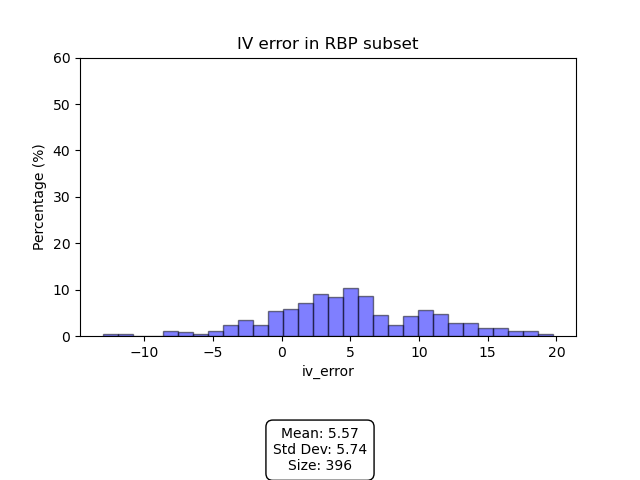 IV error in RBP subset
60
50
40
30
20
10
0
Percentage (%)
−10
−5
0
5
10
15
20
iv_error
Mean: 5.57
Std Dev: 5.74
Size: 396